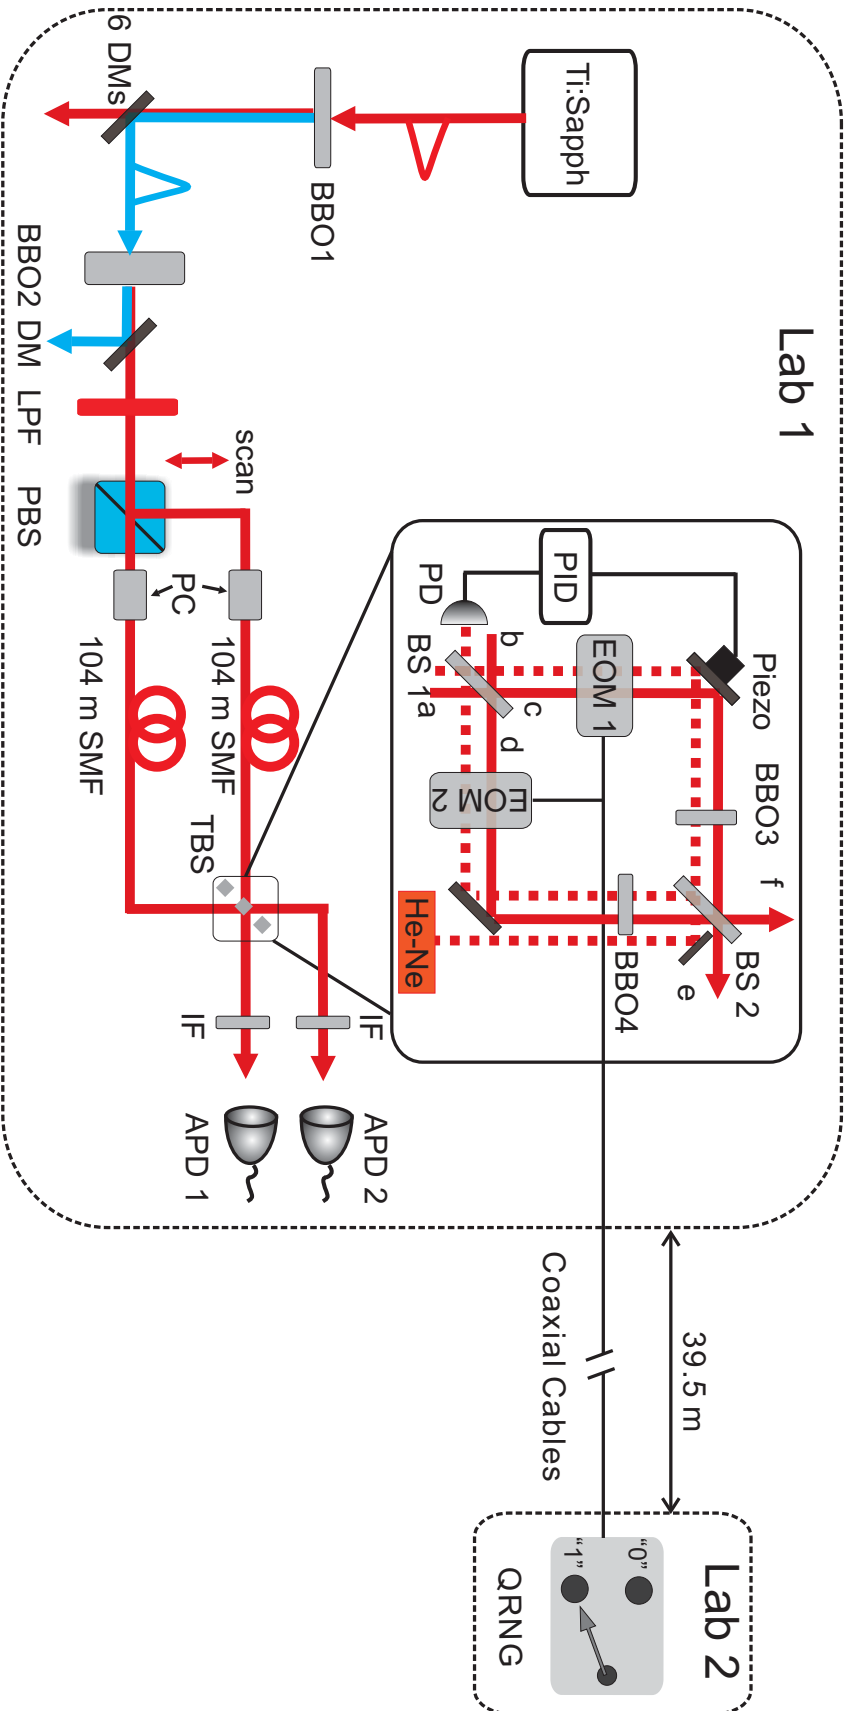 Lab 1
Ti:Sapph
BBO1
6 DMs
BBO2
DM
LPF
PBS
scan
PC
104 m SMF
104 m SMF
TBS
IF
IF
APD 1
APD 2
PID
PD
Piezo
EOM 1
BS 1
a
b
c
d
EOM 2
BBO3
BBO4
He-Ne
BS 2
e
f
Coaxial Cables
39.5 m
Lab 2
"0"
"1"
QRNG